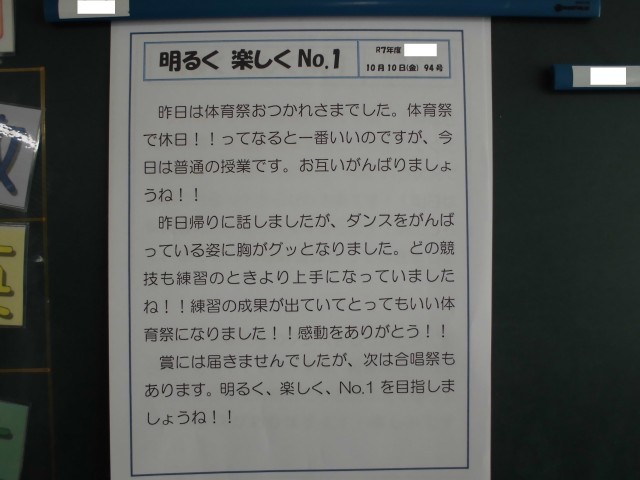 明るく 楽しく No.1
R7年度
10月10日(金) 94号
昨日は体育祭おつかれさまでした。体育祭
で休日！！ってなると一番いいのですが、今
日は普通の授業です。お互いがんばりましょ
うね！！
昨日帰りに話しましたが、ダンスをがんば
っている姿に胸がグッとなりました。どの競
技も練習のときより上手になっていました
ね！！練習の成果が出ていてとってもいい体
育祭になりました！！感動をありがとう！！
賞には届きませんでしたが、次は合唱祭も
あります。明るく、楽しく、No.1 を目指しま
しょうね！！